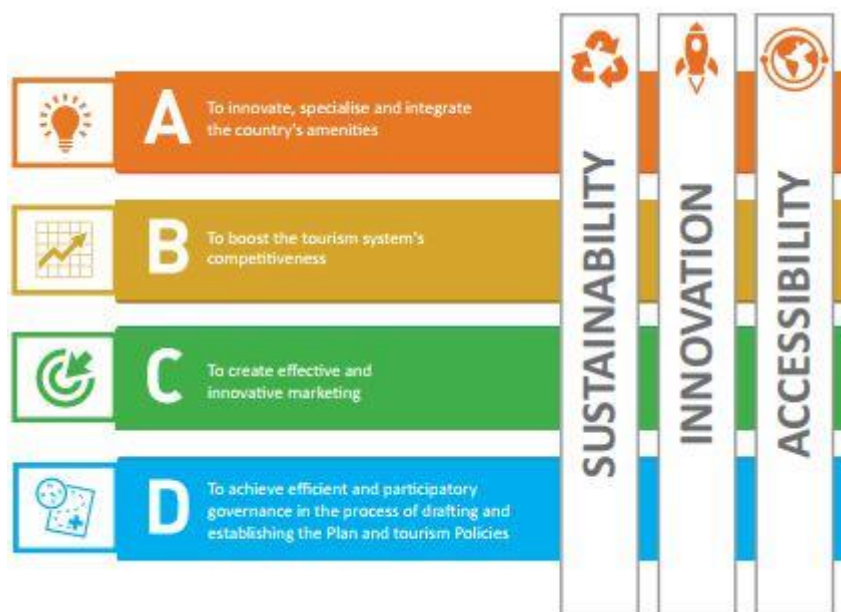 A
To innovate, specialise and integrate
the country's amenities
B
To boost the tourism system's
competitiveness
C
To create effective and
innovative marketing
D
To achieve efficient and participatory
governance in the process of drafting and
establishing the Plan and tourism Policies
SUSTAINABILITY
INNOVATION
ACCESSIBILITY